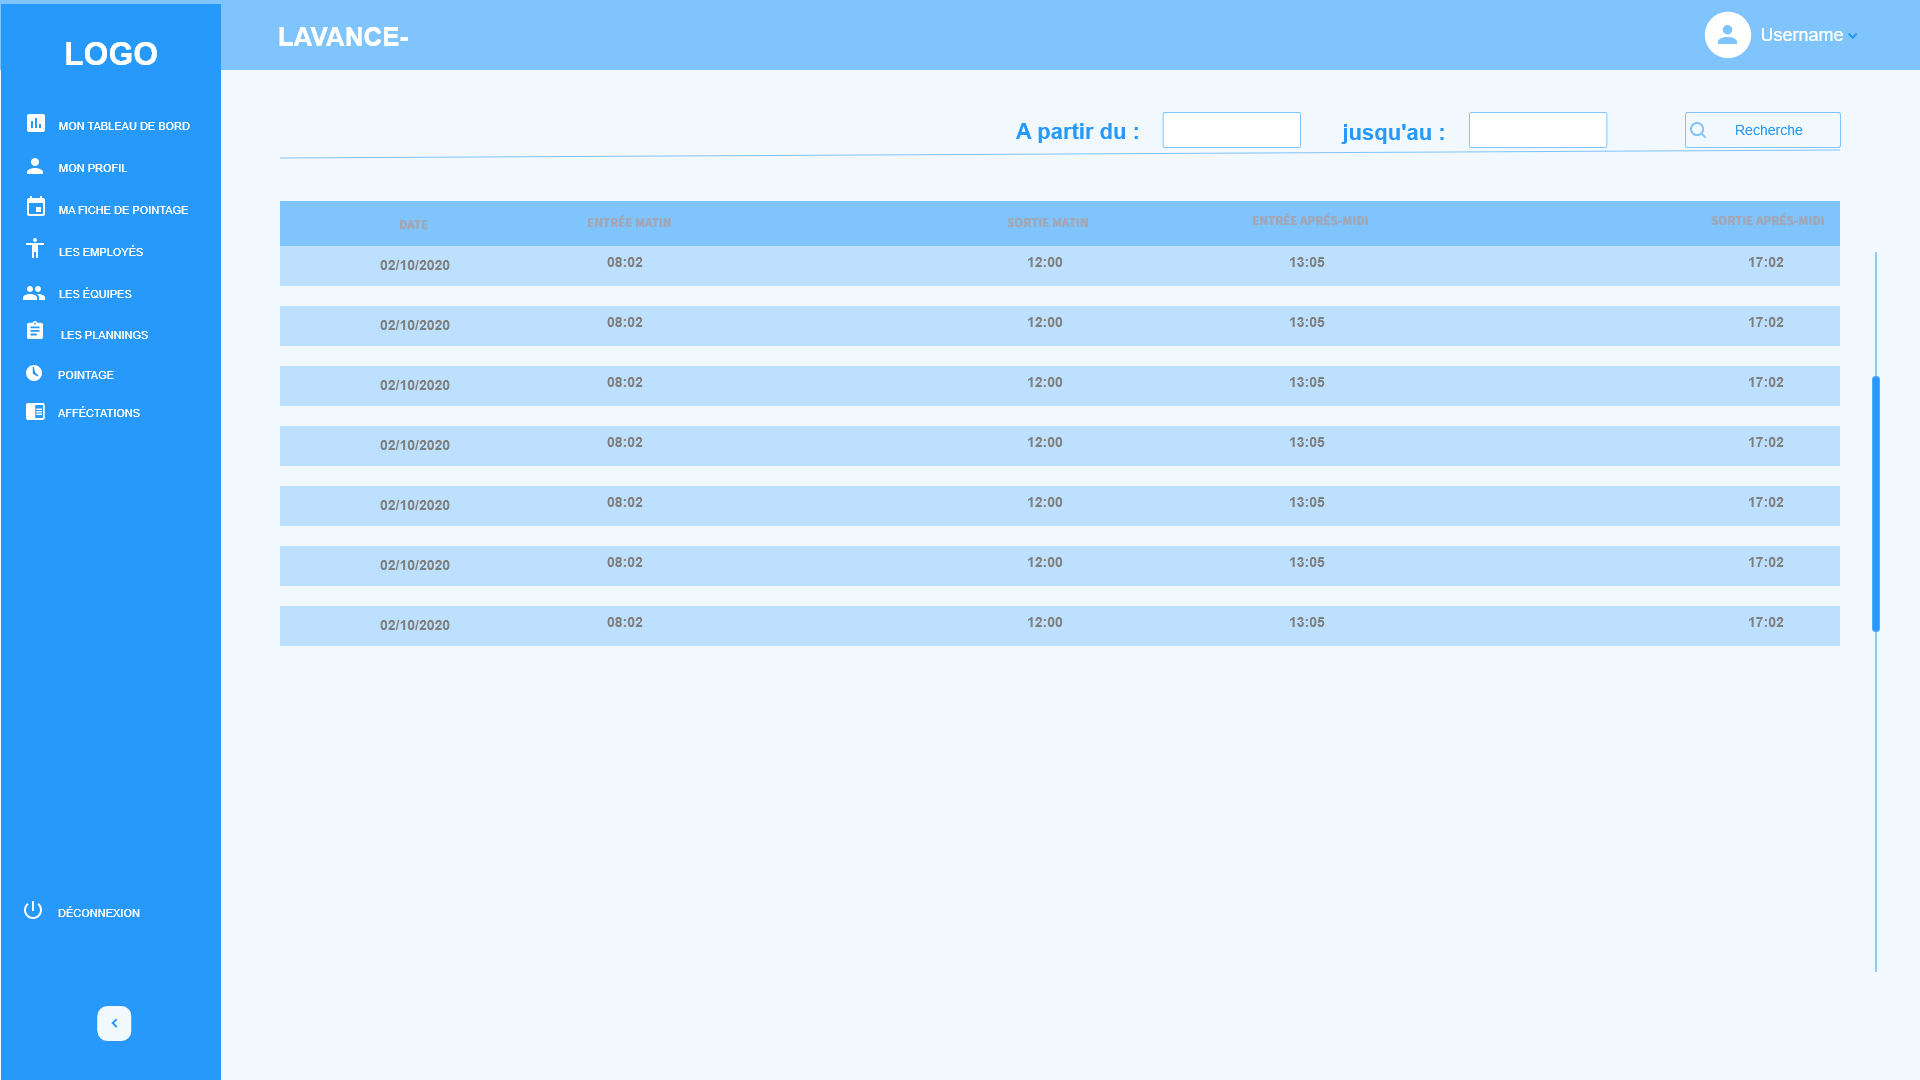 LOGO
LAVANCE-
Username
MON TABLEAU DE BORD
MON PROFIL
MA FICHE DE POINTAGE
LES EMPLOYÉS
LES ÉQUIPES
LES PLANNINGS
POINTAGE
AFFÉCTATIONS
DÉCONNEXION
A partir du : jusqu'au : Recherche
DATE ENTRÉE MATIN SORTIE MATIN ENTRÉE APRÉS-MIDI SORTIE APRÉS-MIDI
02/10/2020 08:02 12:00 13:05 17:02
02/10/2020 08:02 12:00 13:05 17:02
02/10/2020 08:02 12:00 13:05 17:02
02/10/2020 08:02 12:00 13:05 17:02
02/10/2020 08:02 12:00 13:05 17:02
02/10/2020 08:02 12:00 13:05 17:02
02/10/2020 08:02 12:00 13:05 17:02